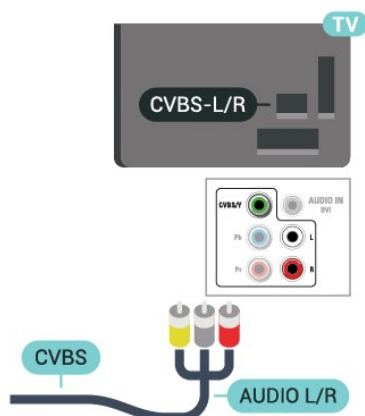 TV
CVBS-L/R
CVBS/Y
AUDIO IN
DVI
Pb
L
Pr
R
CVBS
AUDIO L/R